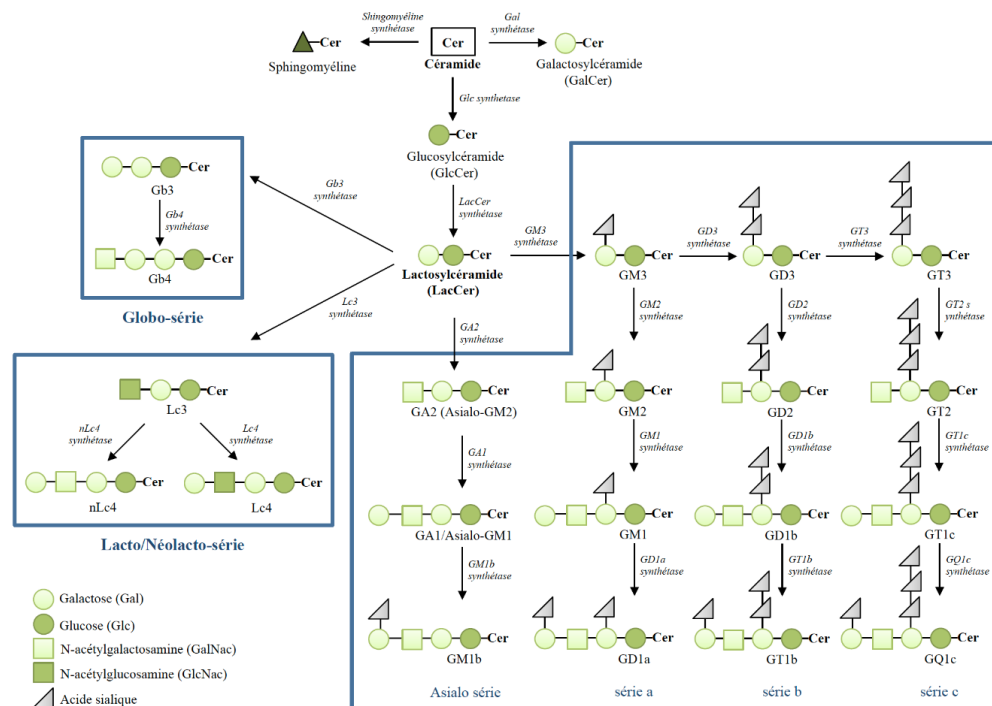 Shingomyéline
synthétase
Gal
synthétase
Cer
Cer
Cer
Sphingomyéline
Céramide
Galactosylcéramide
(GalCer)
Glc synthetase
Cer
Glucosylcéramide
(GlcCer)
LacCer
synthétase
Cer
Gb3
Gb4
synthétase
Cer
Gb4
Globo-série
Gb3
synthétase
Cer
Lactosylcéramide
(LacCer)
GM3
synthétase
Lc3
synthétase
GA2
synthétase
Cer
GM3
GD3
synthétase
Cer
GD3
GT3
synthétase
Cer
GT3
GM2
synthétase
GD2
synthétase
GT2 s
ynthétase
Cer
Lc3
nLc4
synthétase
Lc4
synthétase
Cer
nLc4
Cer
Lc4
Lacto/Néolacto-série
Cer
GA2 (Asialo-GM2)
Cer
GM2
Cer
GD2
Cer
GT2
GA1
synthétase
GM1
synthétase
GD1b
synthétase
GT1c
synthétase
Cer
GA1/Asialo-GM1
Cer
GM1
Cer
GD1b
Cer
GT1c
GM1b
synthétase
GD1a
synthétase
GT1b
synthétase
GQ1c
synthétase
Cer
GM1b
Cer
GD1a
Cer
GT1b
Cer
GQ1c
Asialo série
série a
série b
série c
Galactose (Gal)
Glucose (Glc)
N-acétylgalactosamine (GalNac)
N-acétylglucosamine (GlcNac)
Acide sialique